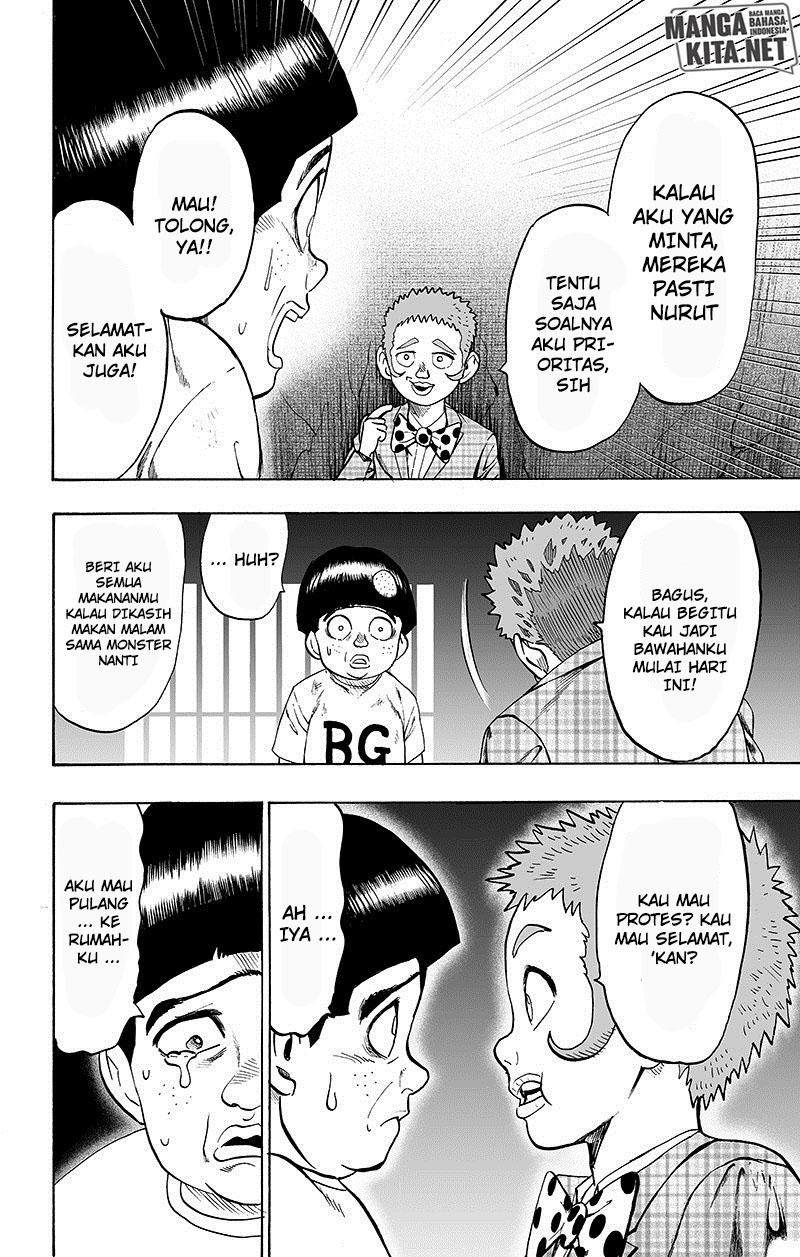 MANGA
KITA.NET
BACA MANGA
BAHASA
INDONESIA
KALAU
AKU YANG
MINTA,
MEREKA
PASTI
NURUT
TENTU
SAJA
SOALNYA
AKU PRI-
ORITAS,
SIH
MAU!
TOLONG,
YA!!
SELAMAT-
KAN AKU
JUGA!
BAGUS,
KALAU BEGITU
KAU JADI
BAWAHANKU
MULAI HARI
INI!
... HUH?
BERI AKU
SEMUA
MAKANANMU
KALAU DIKASIH
MAKAN MALAM
SAMA MONSTER
NANTI
BG
KAU MAU
PROTES? KAU
MAU SELAMAT,
'KAN?
AH ...
IYA ...
AKU MAU
PULANG
... KE
RUMAH-
KU ...